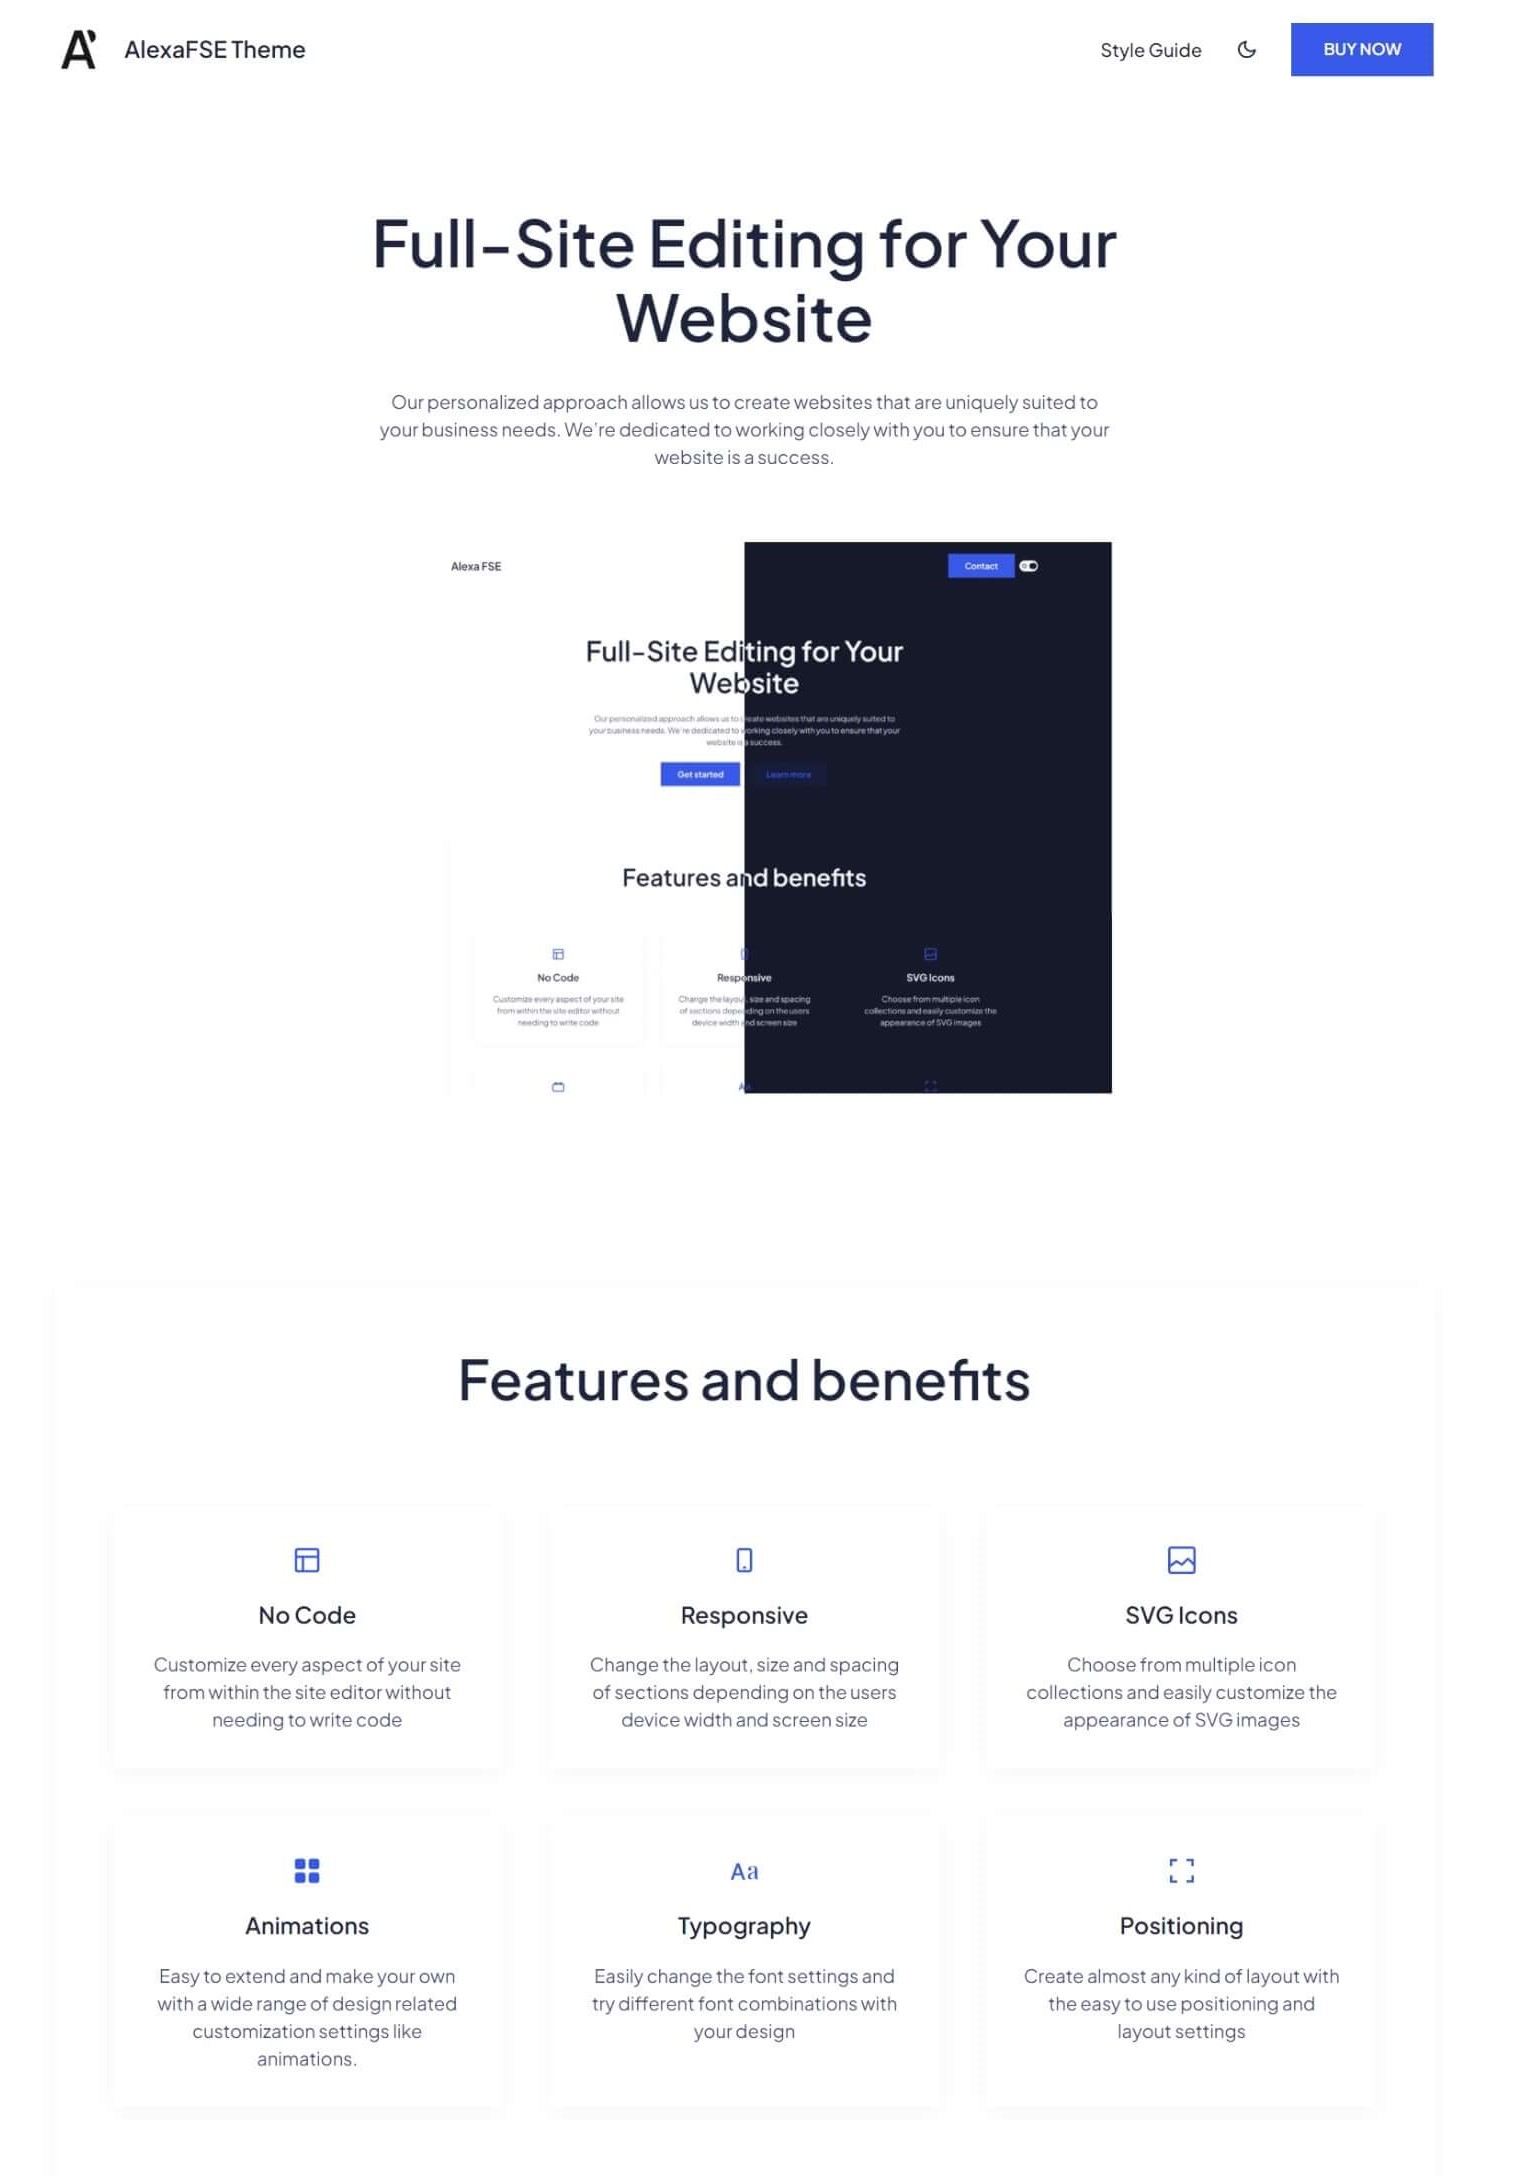 A
AlexaFSE Theme
Style Guide
BUY NOW
Full-Site Editing for Your
Website
Our personalized approach allows us to create websites that are uniquely suited to
your business needs. We're dedicated to working closely with you to ensure that your
website is a success.
Alexa FSE
Contact
Full-Site Editing for Your
Website
Our personalized approach allows us to create websites that are uniquely suited to
your business needs. We're dedicated to working closely with you to ensure that your
website is a success.
Get started
Learn more
Features and benefits
No Code
Responsive
SVG Icons
Customize every aspect of your site
from within the site editor without
needing to write code
Change the layout, size and spacing
of sections depending on the users
device width and screen size
Choose from multiple icon
collections and easily customize the
appearance of SVG images
Aa
Features and benefits
No Code
Customize every aspect of your site
from within the site editor without
needing to write code
Responsive
Change the layout, size and spacing
of sections depending on the users
device width and screen size
SVG Icons
Choose from multiple icon
collections and easily customize the
appearance of SVG images
Animations
Easy to extend and make your own
with a wide range of design related
customization settings like
animations.
Aa
Typography
Easily change the font settings and
try different font combinations with
your design
Positioning
Create almost any kind of layout with
the easy to use positioning and
layout settings